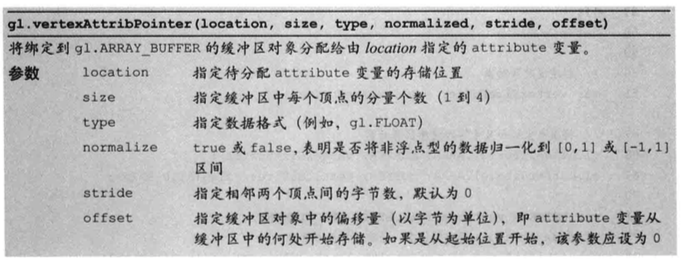 gl.vertexAttribPointer(location, size, type, normalized, stride, offset)
将绑定到 gl.ARRAY_BUFFER 的缓冲区对象分配给由 location 指定的 attribute 变量。
参数 location 指定待分配 attribute 变量的存储位置
size 指定缓冲区中每个顶点的分量个数（1 到 4）
type 指定数据格式（例如，gl.FLOAT）
normalize true 或 false，表明是否将非浮点型的数据归一化到 [0,1] 或 [-1,1]
区间
stride 指定相邻两个顶点间的字节数，默认为 0
offset 指定缓冲区对象中的偏移量（以字节为单位），即 attribute 变量从
缓冲区中的何处开始存储。如果是从起始位置开始，该参数应设为 0